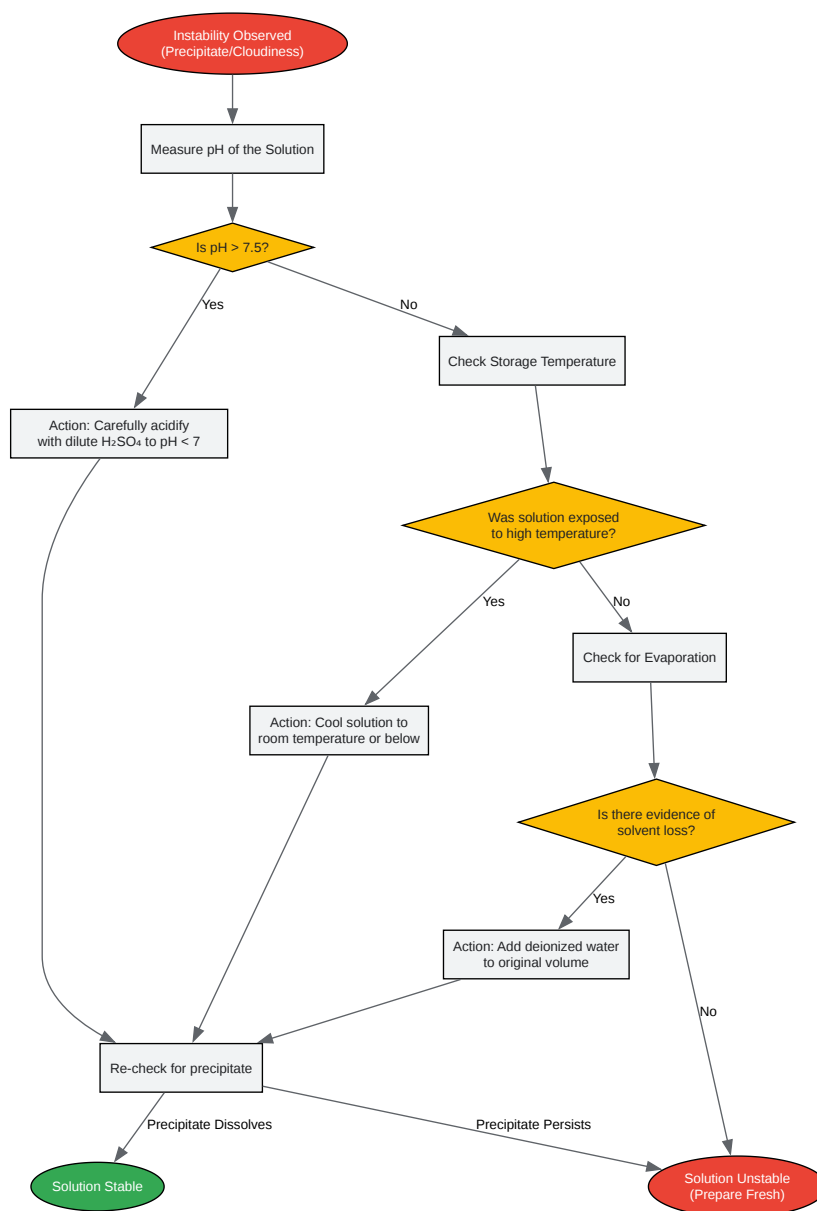 Instability Observed
(Precipitate/Cloudiness)
Measure pH of the Solution
Is pH > 7.5?
Yes
No
Check Storage Temperature
Action: Carefully acidify
with dilute H₂SO₄ to pH < 7
Was solution exposed
to high temperature?
Yes
No
Check for Evaporation
Action: Cool solution to
room temperature or below
Is there evidence of
solvent loss?
Yes
Action: Add deionized water
to original volume
No
Re-check for precipitate
Precipitate Dissolves
Precipitate Persists
Solution Stable
Solution Unstable
(Prepare Fresh)